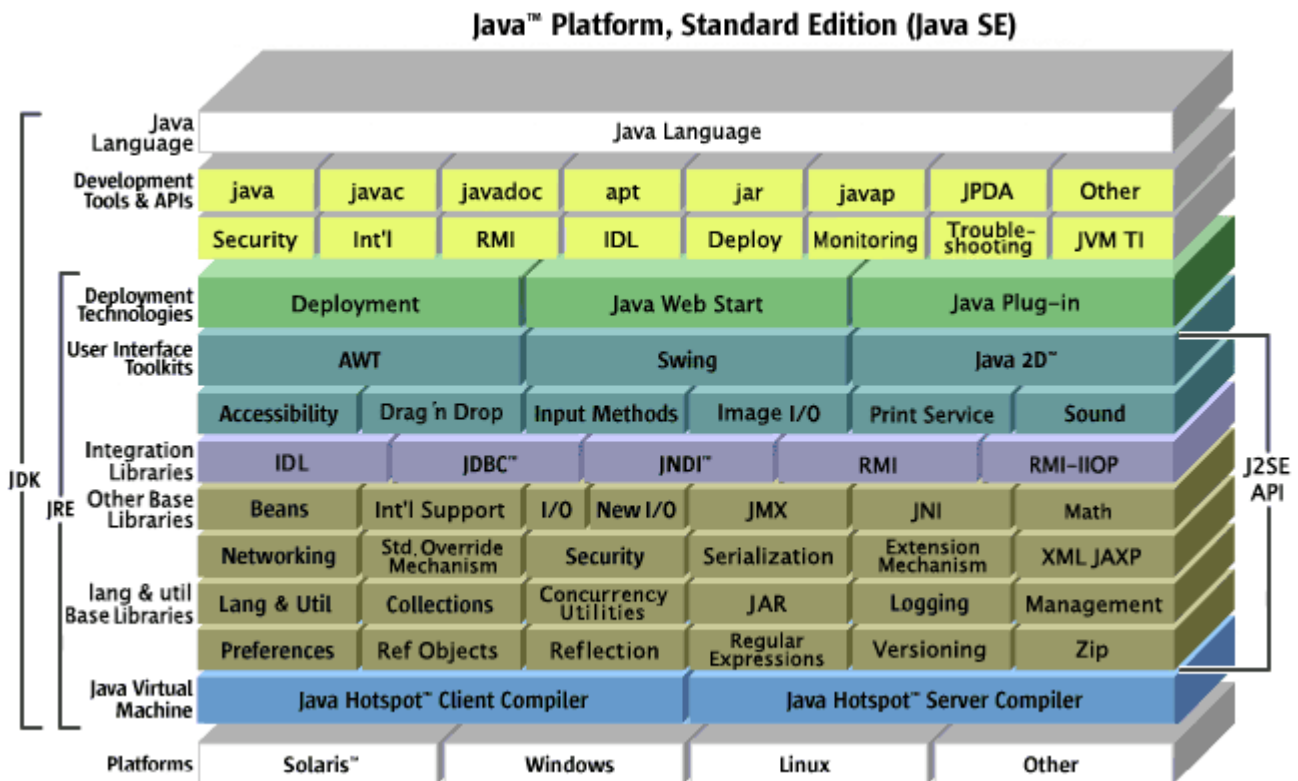 Java™ Platform, Standard Edition (Java SE)
Java
Language
Java Language
Development
Tools & APIs
java javac javadoc apt jar javap JPDA Other
Security Int'l RMI IDL Deploy Monitoring Trouble-
shooting JVM TI
Deployment
Technologies
Deployment Java Web Start Java Plug-in
User Interface
Toolkits
AWT Swing Java 2D™
Accessibility Drag 'n Drop Input Methods Image I/O Print Service Sound
Integration
Libraries
IDL JDBC™ JNDI™ RMI RMI-IIOP
JDK
JRE
J2SE
API
Other Base
Libraries
Beans Int'l Support I/O New I/O JMX JNI Math
Networking Std. Override
Mechanism Security Serialization Extension
Mechanism XML JAXP
lang & util
Base Libraries
Lang & Util Collections Concurrency
Utilities JAR Logging Management
Preferences Ref Objects Reflection Regular
Expressions Versioning Zip
Java Virtual
Machine
Java Hotspot™ Client Compiler Java Hotspot™ Server Compiler
Platforms Solaris™ Windows Linux Other